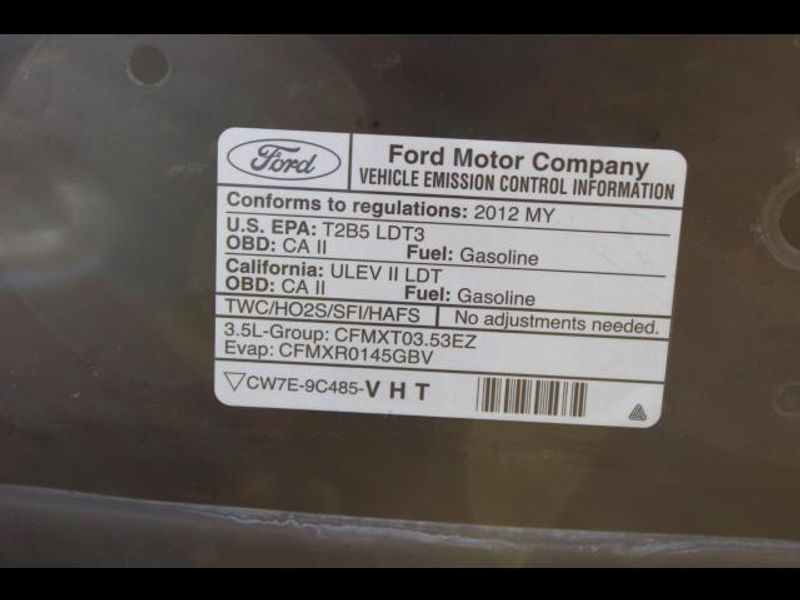 Ford
Ford Motor Company
VEHICLE EMISSION CONTROL INFORMATION
Conforms to regulations: 2012 MY
U.S. EPA: T2B5 LDT3
OBD: CA II Fuel: Gasoline
California: ULEV II LDT
OBD: CA II Fuel: Gasoline
TWC/HO2S/SFI/HAFS No adjustments needed.
3.5L-Group: CFMXT03.53EZ
Evap: CFMXR0145GBV
CW7E-9C485-V H T